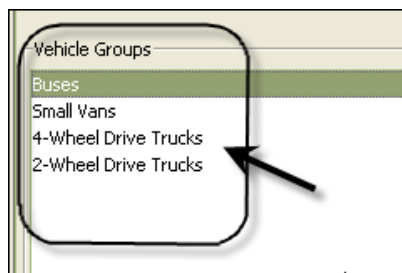 Vehicle Groups
Buses
Small Vans
4-Wheel Drive Trucks
2-Wheel Drive Trucks